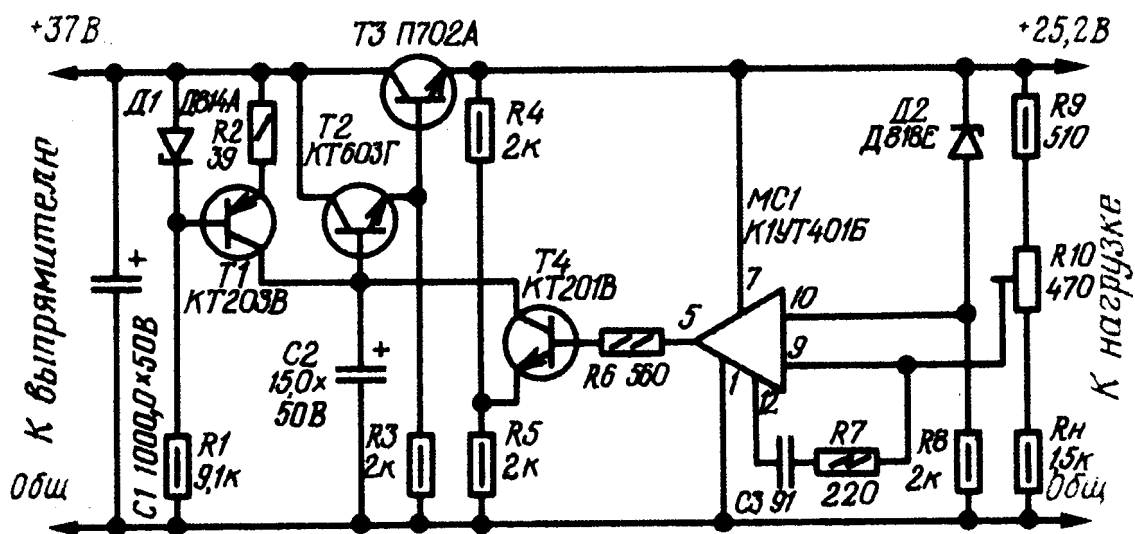 +37В
Т3 П702А
+25,2В
Д1
Д814А
R2
39
Т2
КТ603Г
R4
2к
Д2
Д818Е
R9
510
МС1
К1УТ401Б
R10
470
Т1
КТ203В
Т4
КТ201В
7
10
5
9
1
12
R6 560
С2
15,0×
50В
С1 1000,0×50В
R1
9,1к
R3
2к
R5
2к
R7
220
С3 91
R8
2к
Rн
1,5к
К выпрямителю
К нагрузке
Общ
Общ